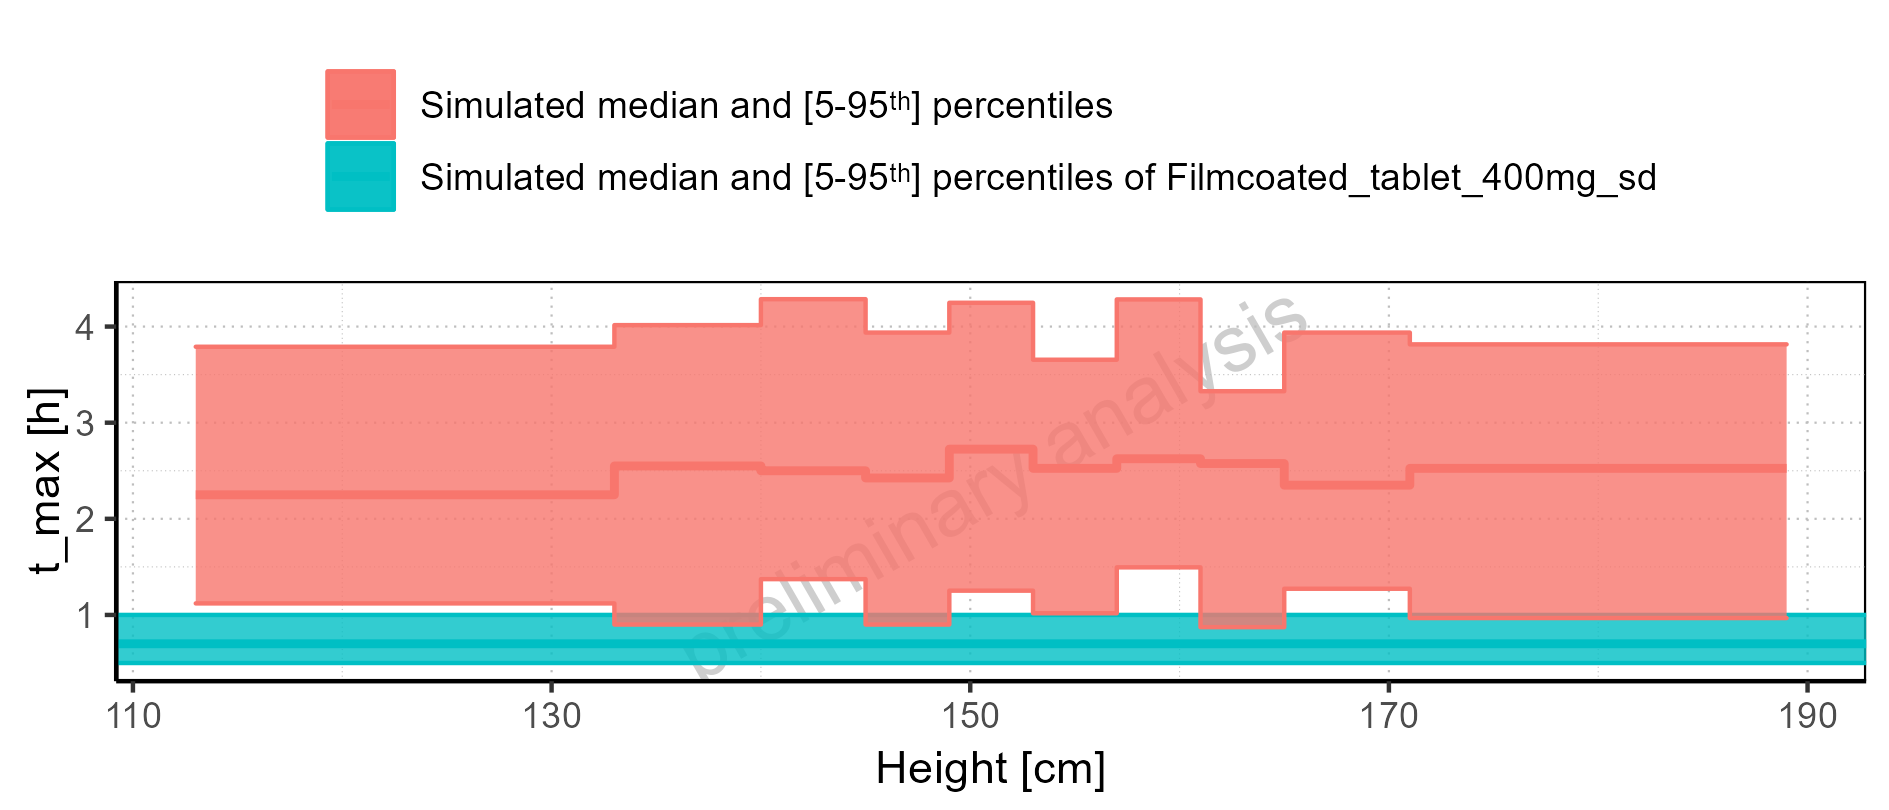 Simulated median and [5-95th] percentiles
Simulated median and [5-95th] percentiles of Filmcoated_tablet_400mg_sd
t_max [h]
4
3
2
1
preliminary analysis
110 130 150 170 190
Height [cm]